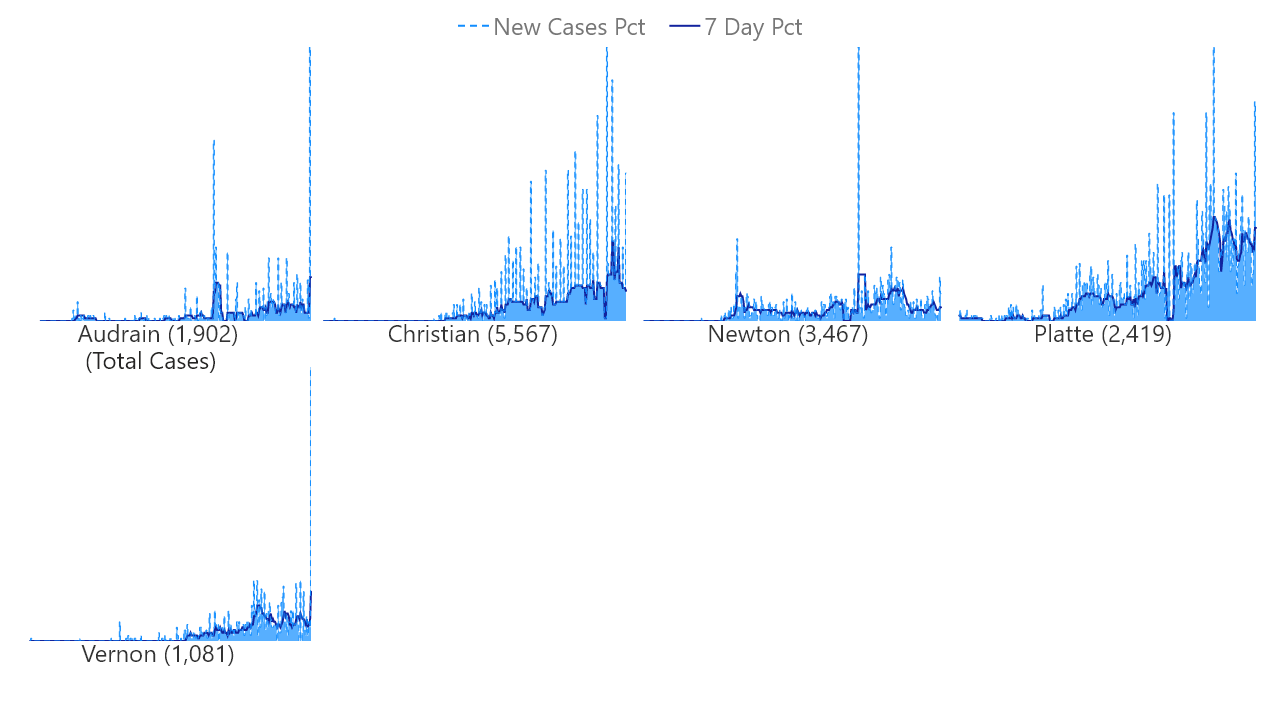 New Cases Pct 7 Day Pct
Audrain (1,902) Christian (5,567) Newton (3,467) Platte (2,419)
(Total Cases)
Vernon (1,081)